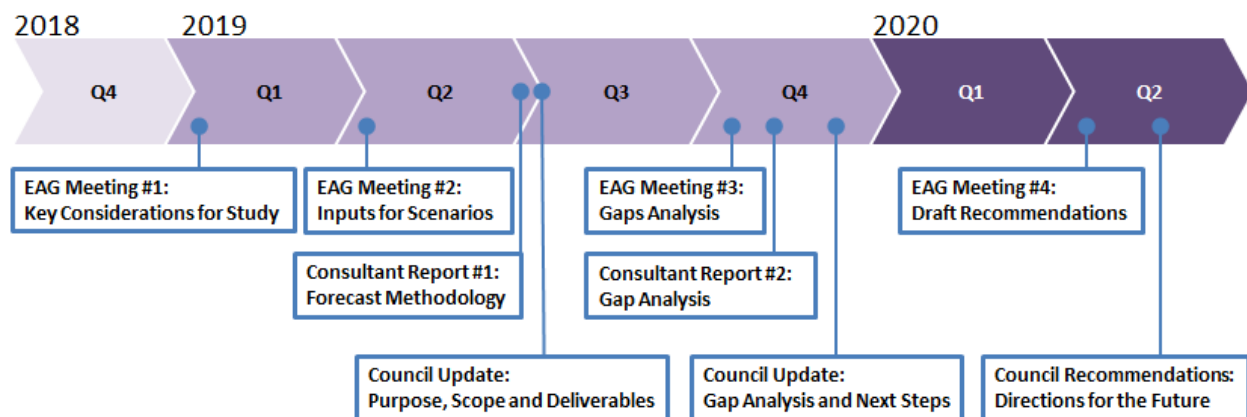 2018
2019
2020
Q4
Q1
Q2
Q3
Q4
Q1
Q2
EAG Meeting #1:
Key Considerations for Study
EAG Meeting #2:
Inputs for Scenarios
EAG Meeting #3:
Gaps Analysis
EAG Meeting #4:
Draft Recommendations
Consultant Report #1:
Forecast Methodology
Consultant Report #2:
Gap Analysis
Council Update:
Purpose, Scope and Deliverables
Council Update:
Gap Analysis and Next Steps
Council Recommendations:
Directions for the Future